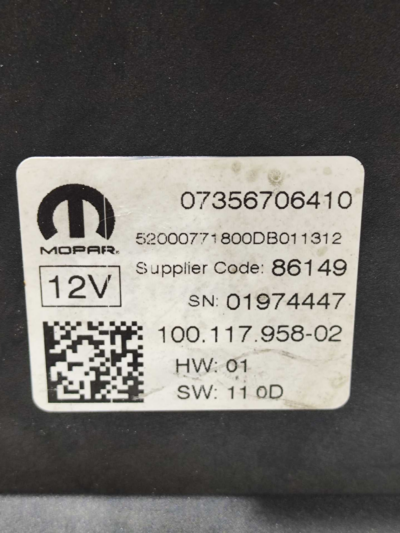 07356706410
MOPAR®
52000771800DB011312
Supplier Code: 86149
12V
SN: 01974447
100.117.958-02
HW: 01
SW: 11.0D